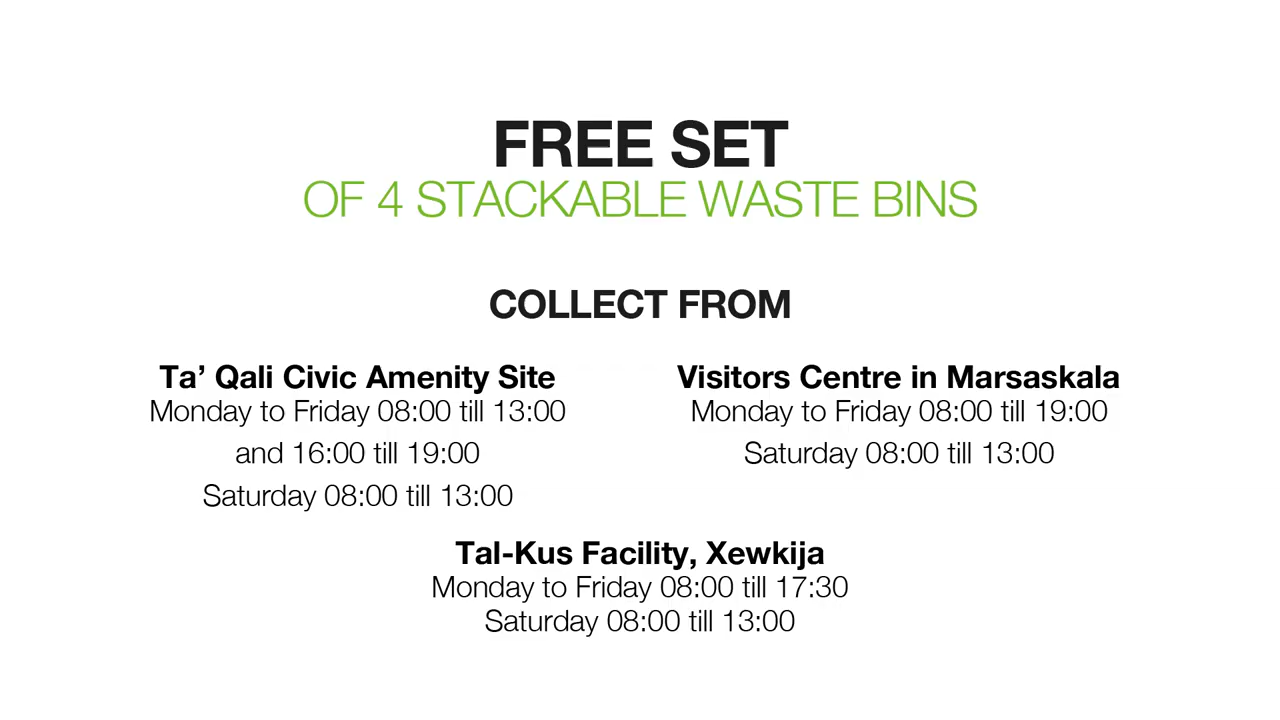 FREE SET
OF 4 STACKABLE WASTE BINS
COLLECT FROM
Ta’ Qali Civic Amenity Site
Monday to Friday 08:00 till 13:00
and 16:00 till 19:00
Saturday 08:00 till 13:00
Visitors Centre in Marsaskala
Monday to Friday 08:00 till 19:00
Saturday 08:00 till 13:00
Tal-Kus Facility, Xewkija
Monday to Friday 08:00 till 17:30
Saturday 08:00 till 13:00